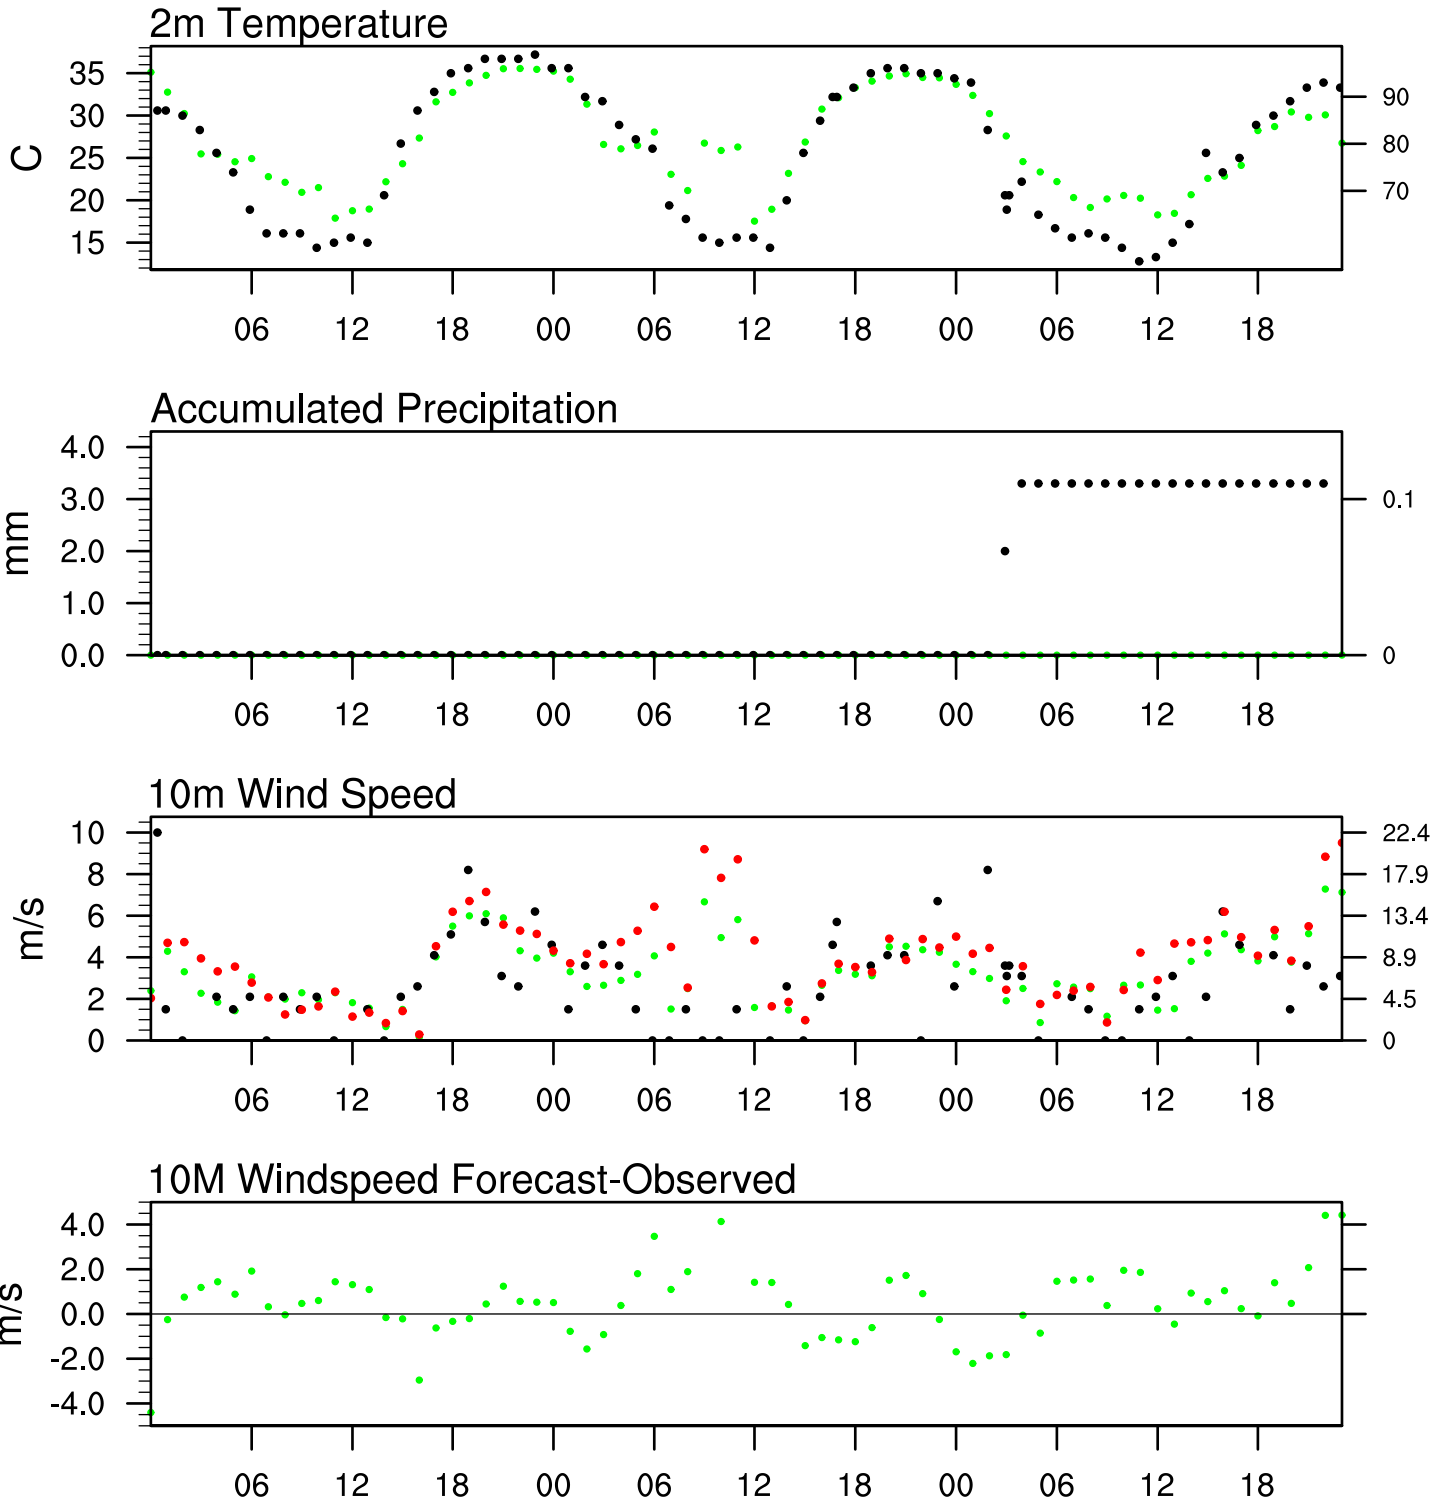 2m Temperature
35
30
25
20
15
C
90
80
70
06 12 18 00 06 12 18 00 06 12 18
Accumulated Precipitation
4.0
3.0
2.0
1.0
0.0
mm
0.1
0
06 12 18 00 06 12 18 00 06 12 18
10m Wind Speed
10
8
6
4
2
0
m/s
22.4
17.9
13.4
8.9
4.5
0
06 12 18 00 06 12 18 00 06 12 18
10M Windspeed Forecast-Observed
4.0
2.0
0.0
-2.0
-4.0
m/s
06 12 18 00 06 12 18 00 06 12 18